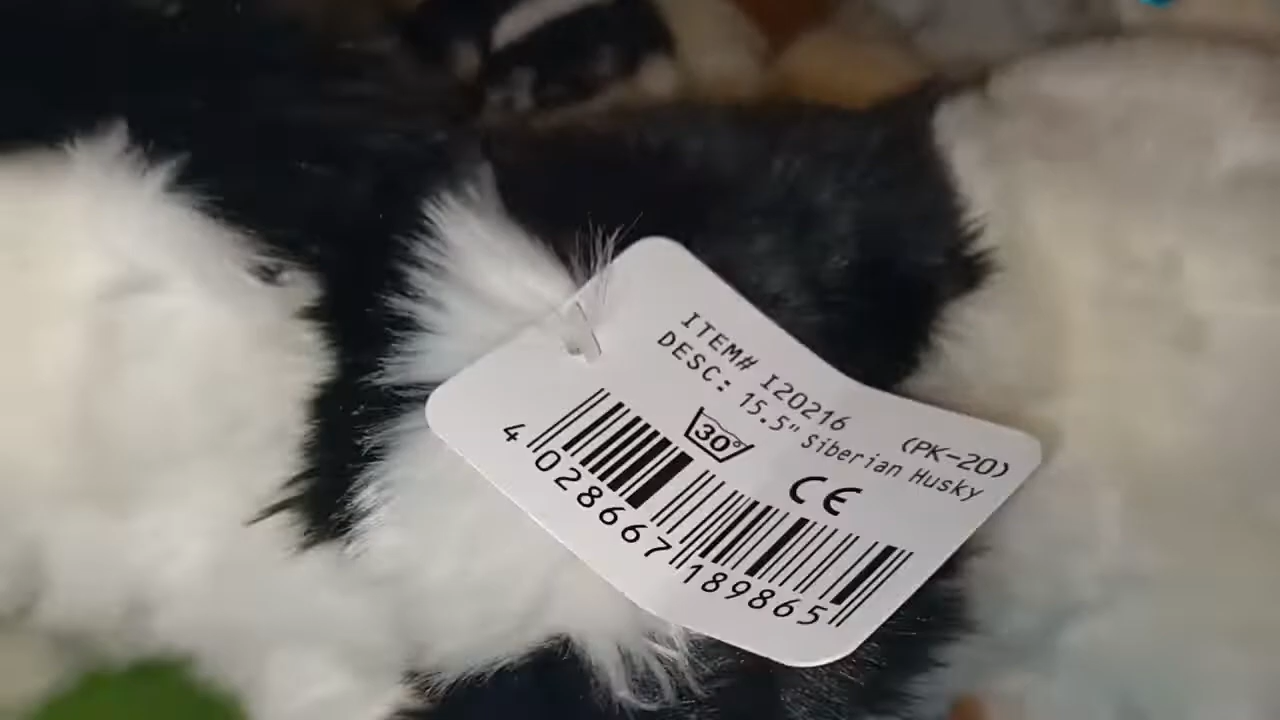 ITEM# I20216 (PK-20)
DESC: 15.5" Siberian Husky
30°
CE
4 028667 189865